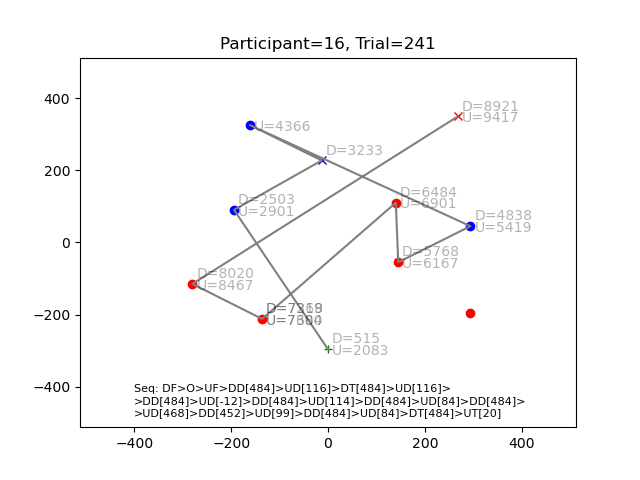 Participant=16, Trial=241
D=8921
U=9417
U=4366
D=3233
D=6484
U=6901
D=2503
U=2901
D=4838
U=5419
D=5768
U=6167
D=8020
U=8467
D=515
U=2083
Seq: DF>O>UF>DD[484]>UD[116]>DT[484]>UD[116]>
>DD[484]>UD[-12]>DD[484]>UD[114]>DD[484]>UD[84]>DD[484]>
>UD[468]>DD[452]>UD[99]>DD[484]>UD[84]>DT[484]>UT[20]
400
200
0
−200
−400
−400
−200
0
200
400